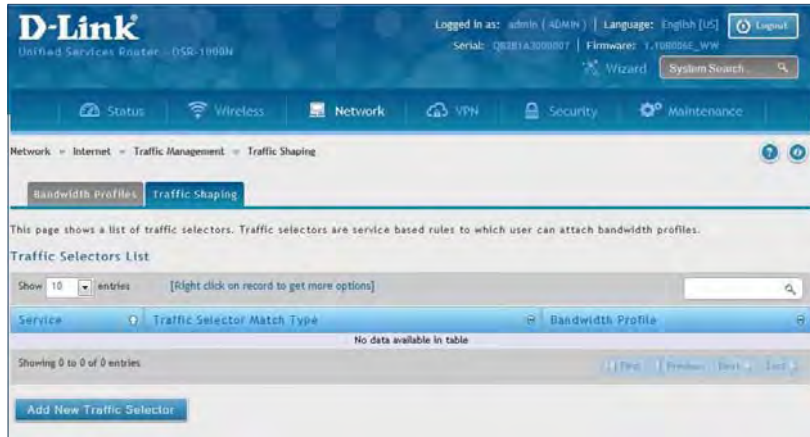 D-Link
Unified Services Router - DSR-1000N
Logged in as: admin ( ADMIN ) | Language: English [US]
Logout
Serial: | Firmware:
Wizard
System Search
Status
Wireless
Network
VPN
Security
Maintenance
Network » Internet » Traffic Management » Traffic Shaping
Bandwidth Profiles
Traffic Shaping
This page shows a list of traffic selectors. Traffic selectors are service based rules to which user can attach bandwidth profiles.
Traffic Selectors List
Show 10 entries [Right click on record to get more options]
Service Traffic Selector Match Type Bandwidth Profile
No data available in table
Showing 0 to 0 of 0 entries
First Previous Next Last
Add New Traffic Selector